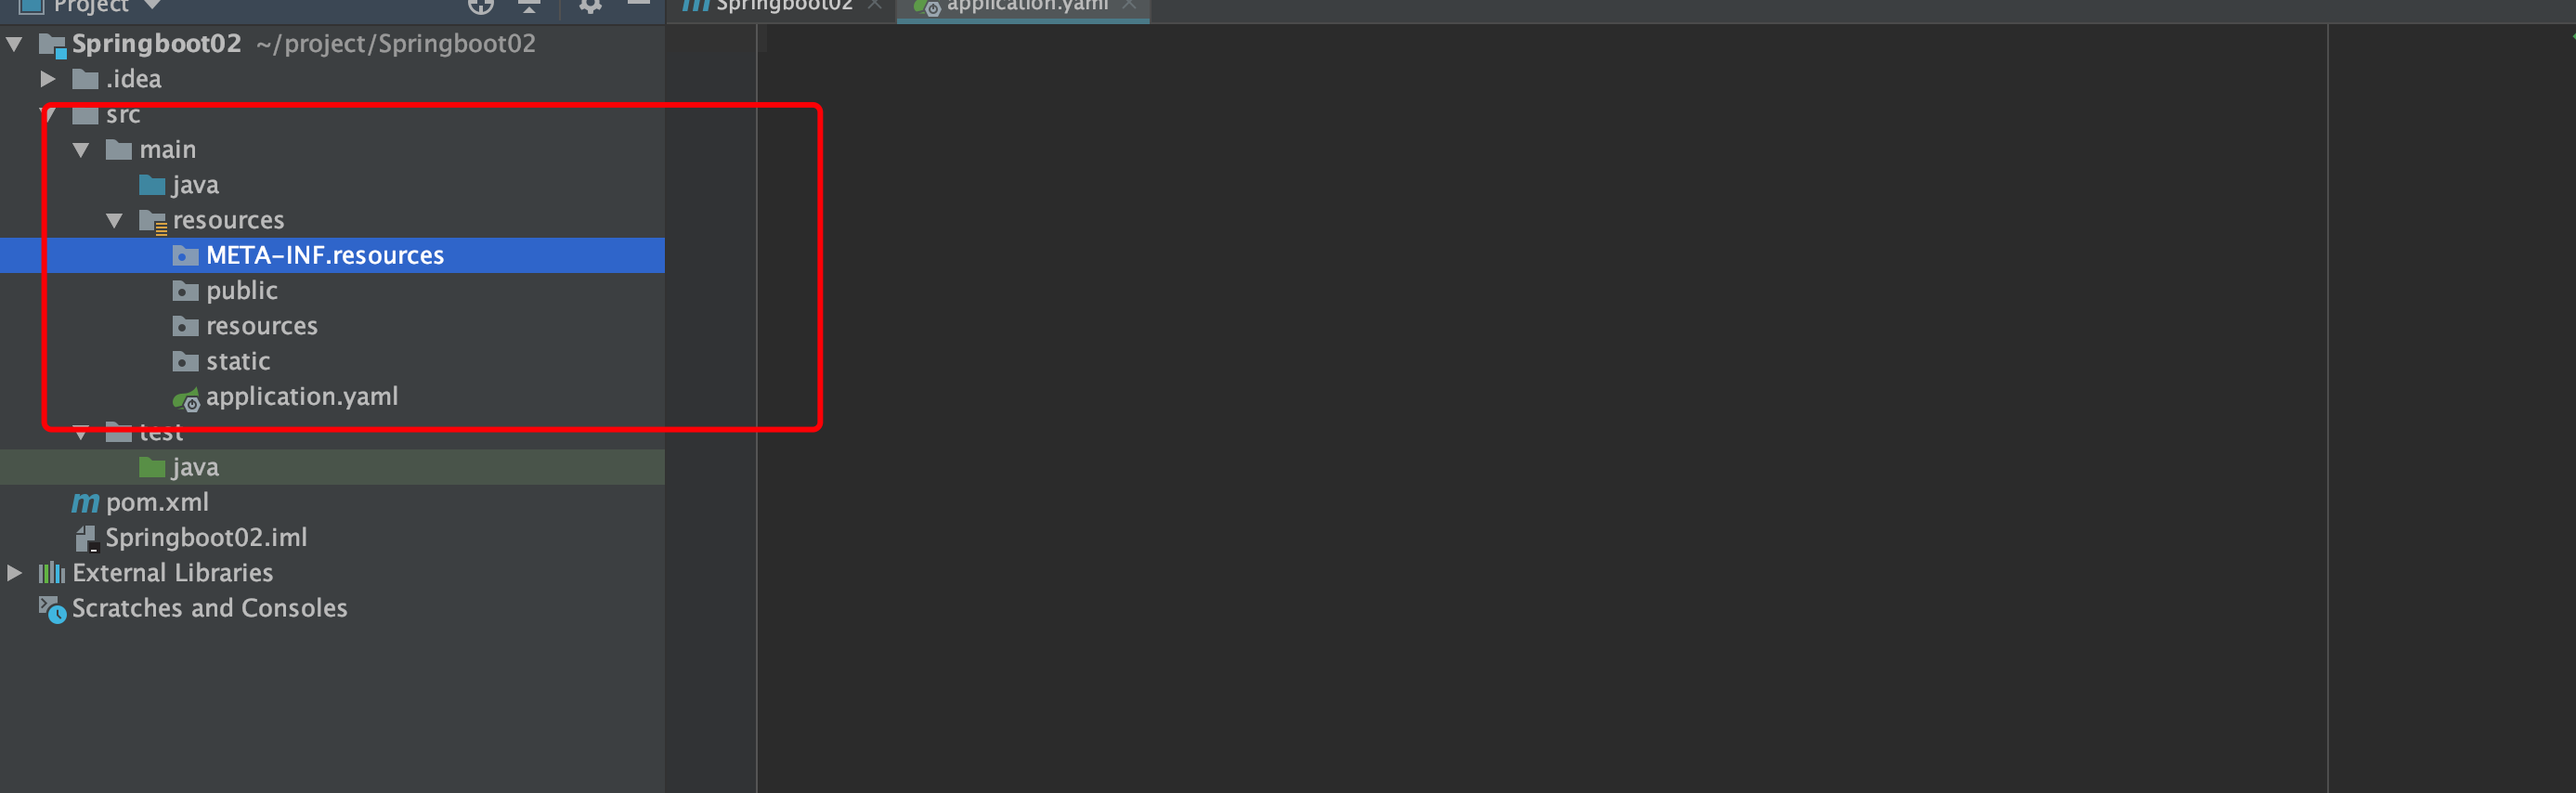 Project
Springboot02
application.yaml
Springboot02 ~/project/Springboot02
.idea
src
main
java
resources
META-INF.resources
public
resources
static
application.yaml
test
java
pom.xml
Springboot02.iml
External Libraries
Scratches and Consoles